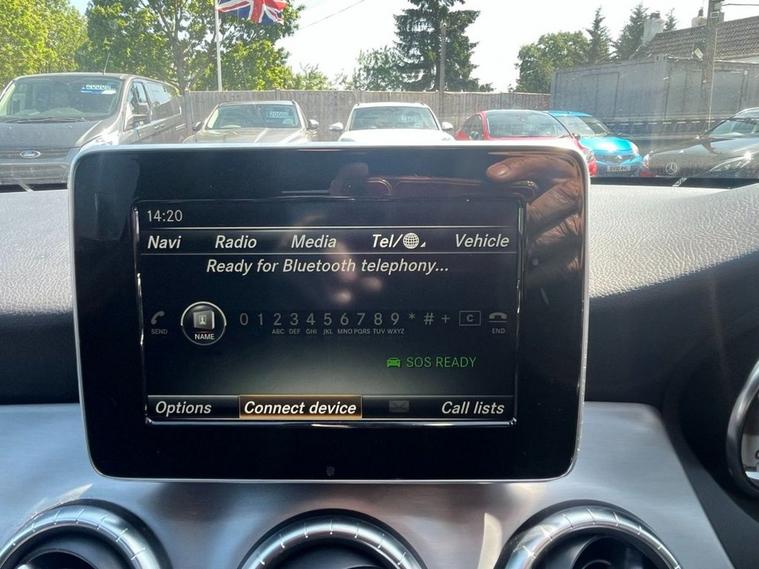 14:20
Navi Radio Media Tel/ Vehicle
Ready for Bluetooth telephony...
0 1 2 3 4 5 6 7 8 9 * # + C
ABC DEF GHI JKL MNO PQRS TUV WXYZ
SEND NAME END
SOS READY
Options Connect device Call lists